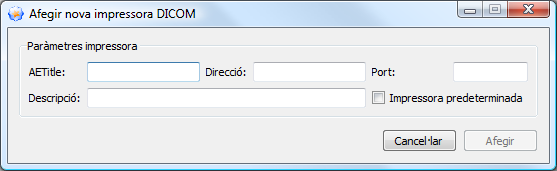 Afegir nova impressora DICOM
Paràmetres impressora
AETitle: Direcció: Port:
Descripció: Impressora predeterminada
Cancel·lar Afegir